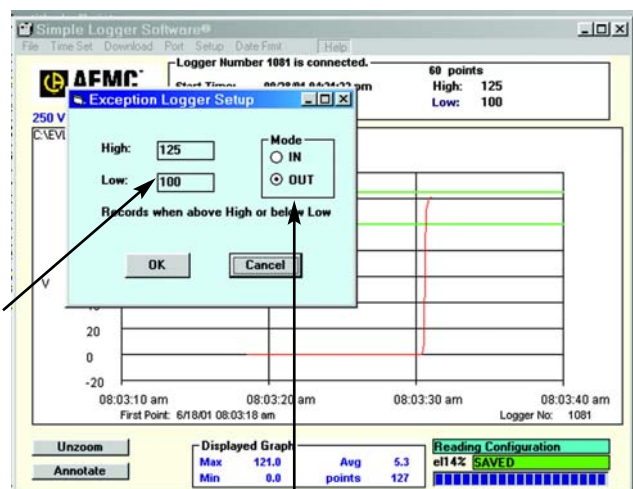 Simple Logger Software®
File Time Set Download Port Setup Date Frmt Help
AEMC
Logger Number 1081 is connected.
60 points
High: 125
Low: 100
Exception Logger Setup
High: 125
Low: 100
Mode
IN
OUT
Records when above High or below Low
OK Cancel
250 V
V
20
0
-20
08:03:10 am 08:03:20 am 08:03:30 am 08:03:40 am
First Point: 6/18/01 08:03:18 am Logger No: 1081
Unzoom
Annotate
Displayed Graph
Max 121.0 Avg 5.3
Min 0.0 points 127
Reading Configuration
el14% SAVED